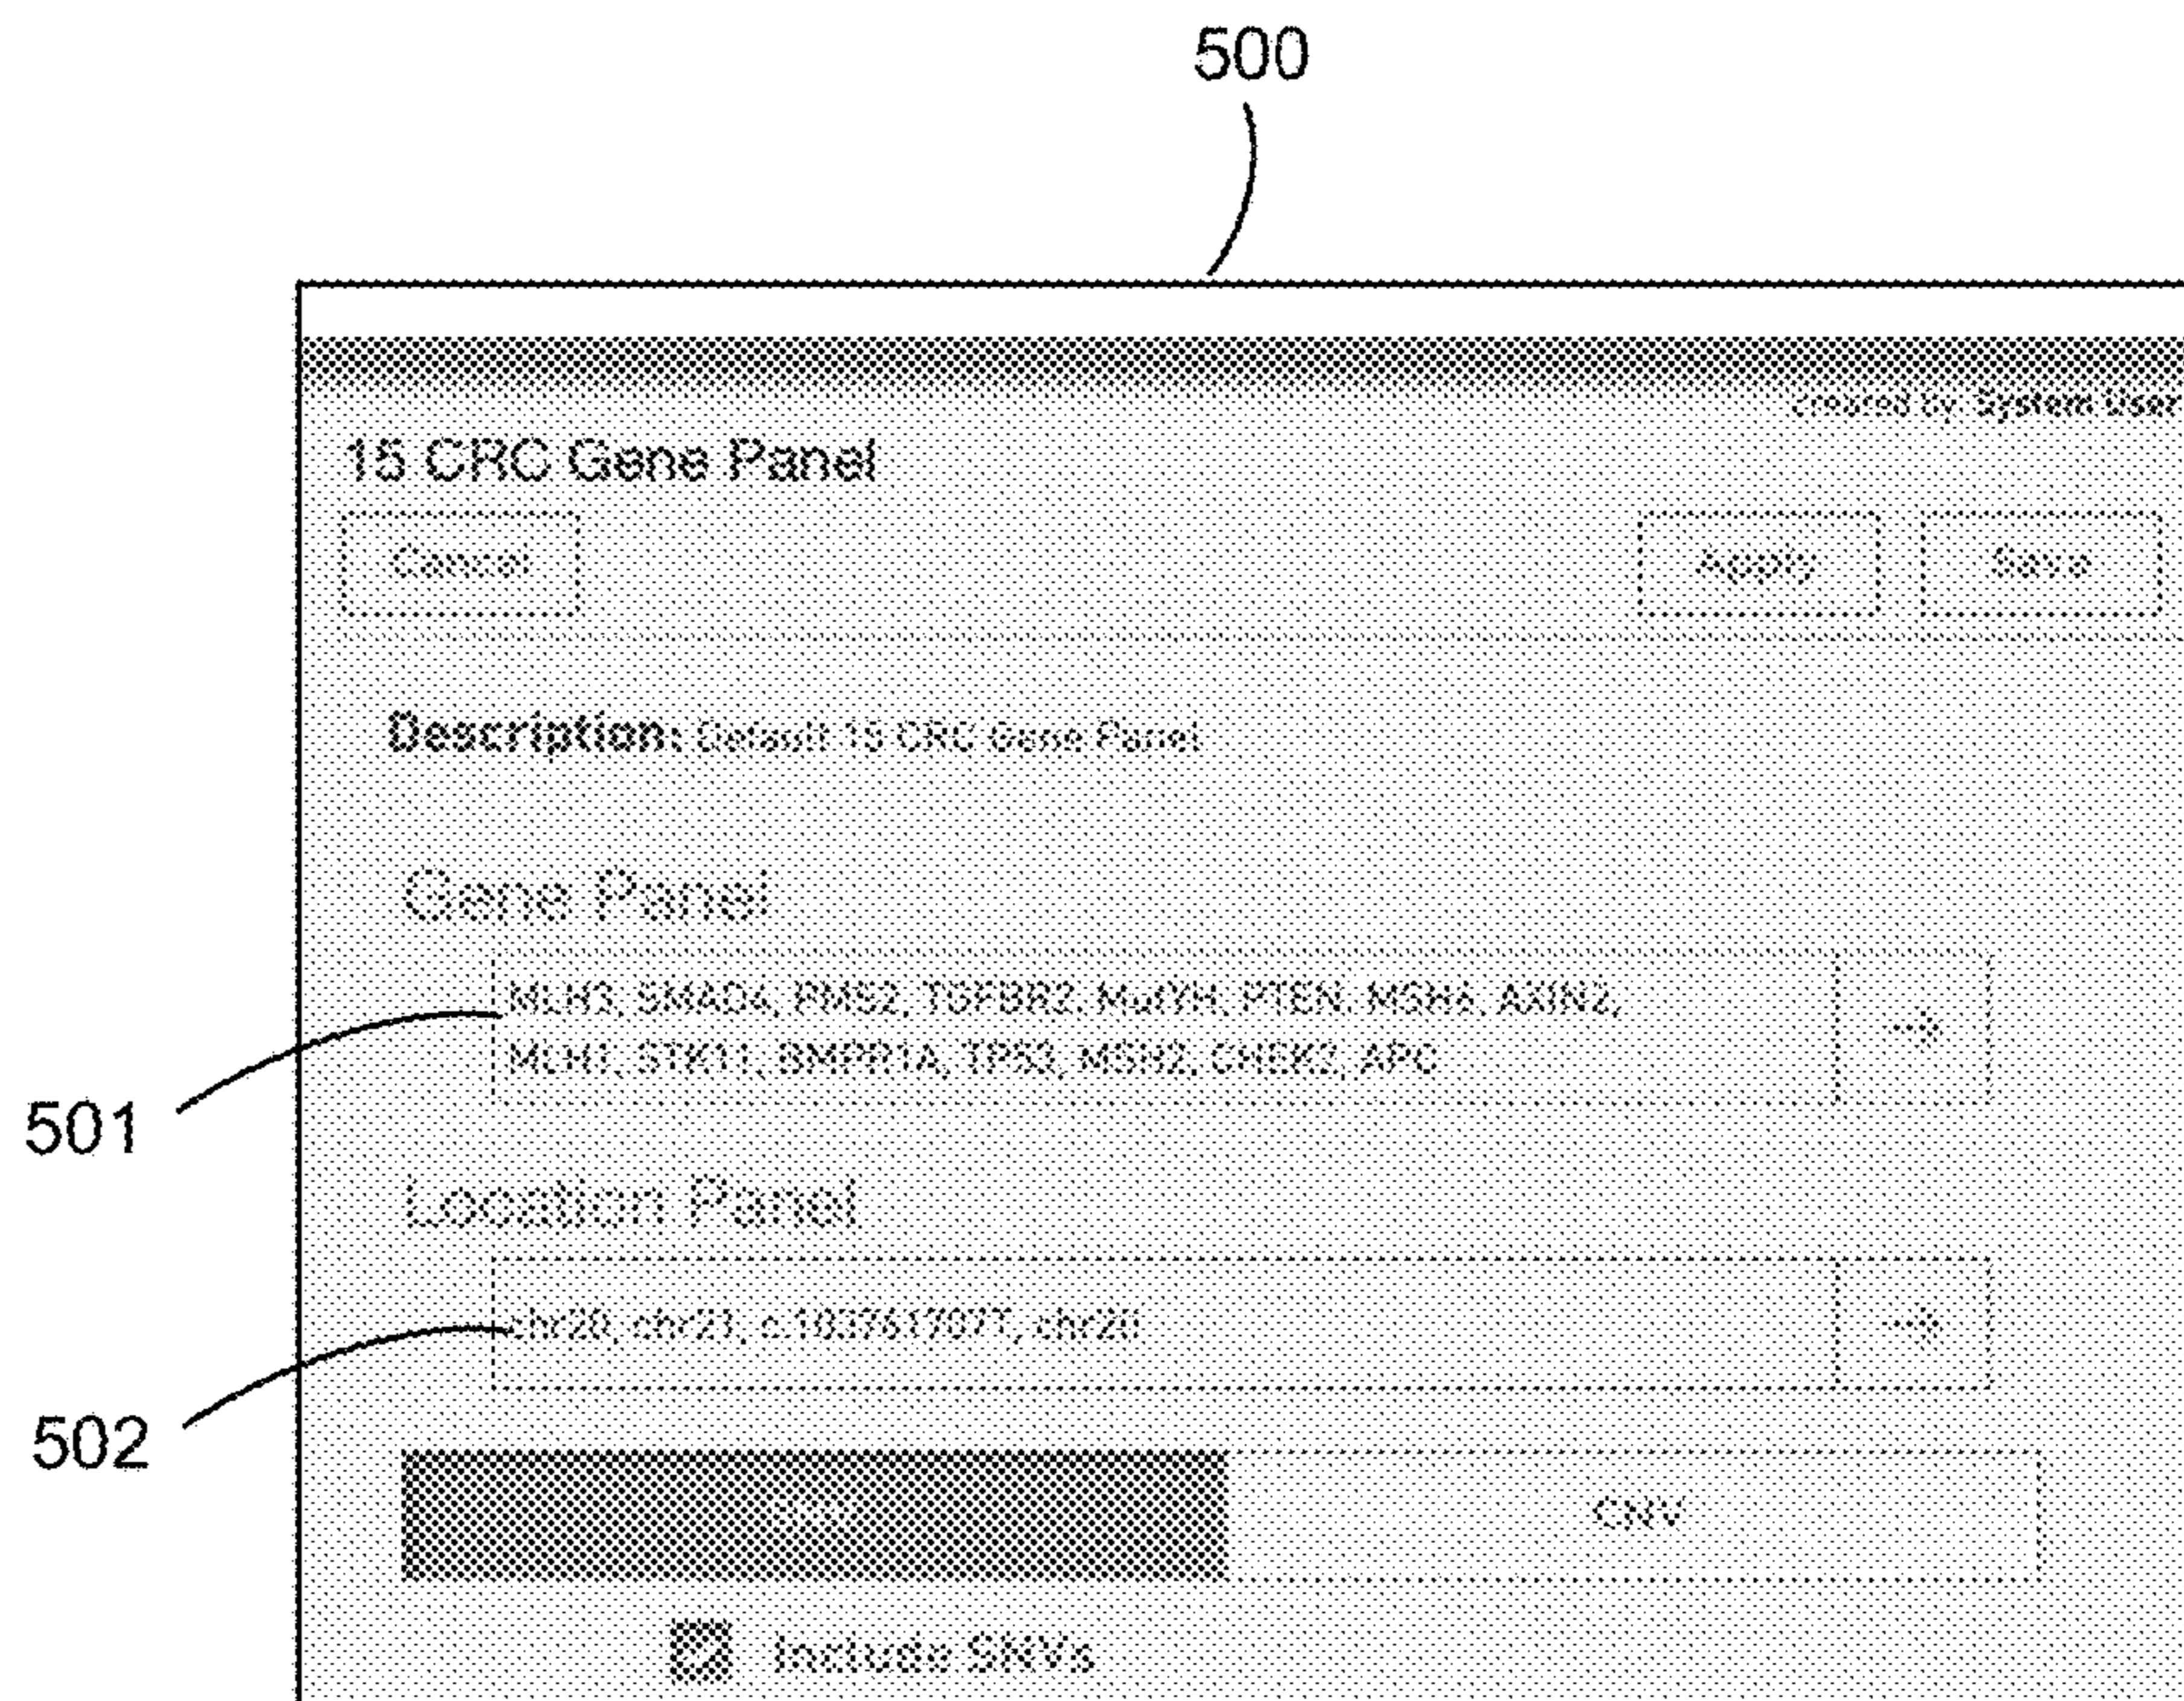 500
created by: System User
15 CRC Gene Panel
Cancel
Apply
Save
Description: Default 15 CRC Gene Panel
Gene Panel
MLH3, SMAD4, PMS2, TGFBR2, MutYH, PTEN, MSH6, AXIN2,
MLH1, STK11, BMPR1A, TP53, MSH2, CHEK2, APC
501
Location Panel
chr20, chr21, chr20
502
CNV
Include SNVs